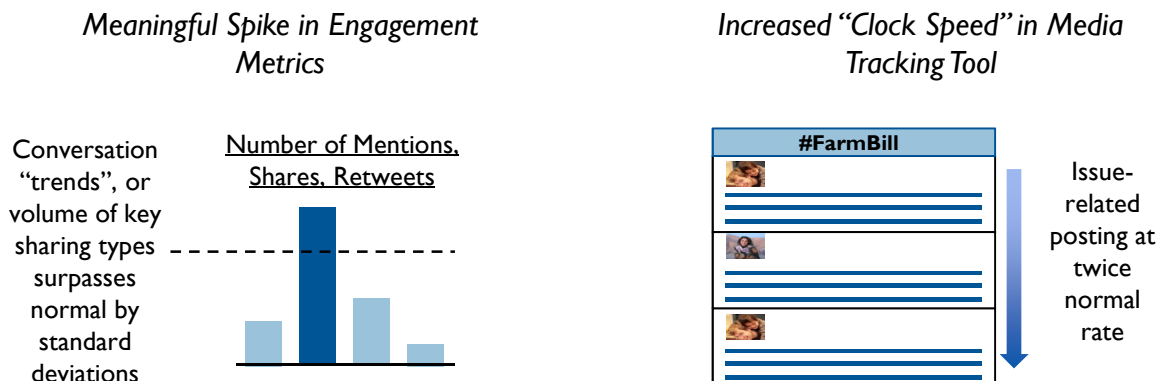 Meaningful Spike in Engagement
Metrics
Conversation
“trends”, or
volume of key
sharing types
surpasses
normal by
standard
deviations
Number of Mentions,
Shares, Retweets
Increased “Clock Speed” in Media
Tracking Tool
#FarmBill
Issue-
related
posting at
twice
normal
rate